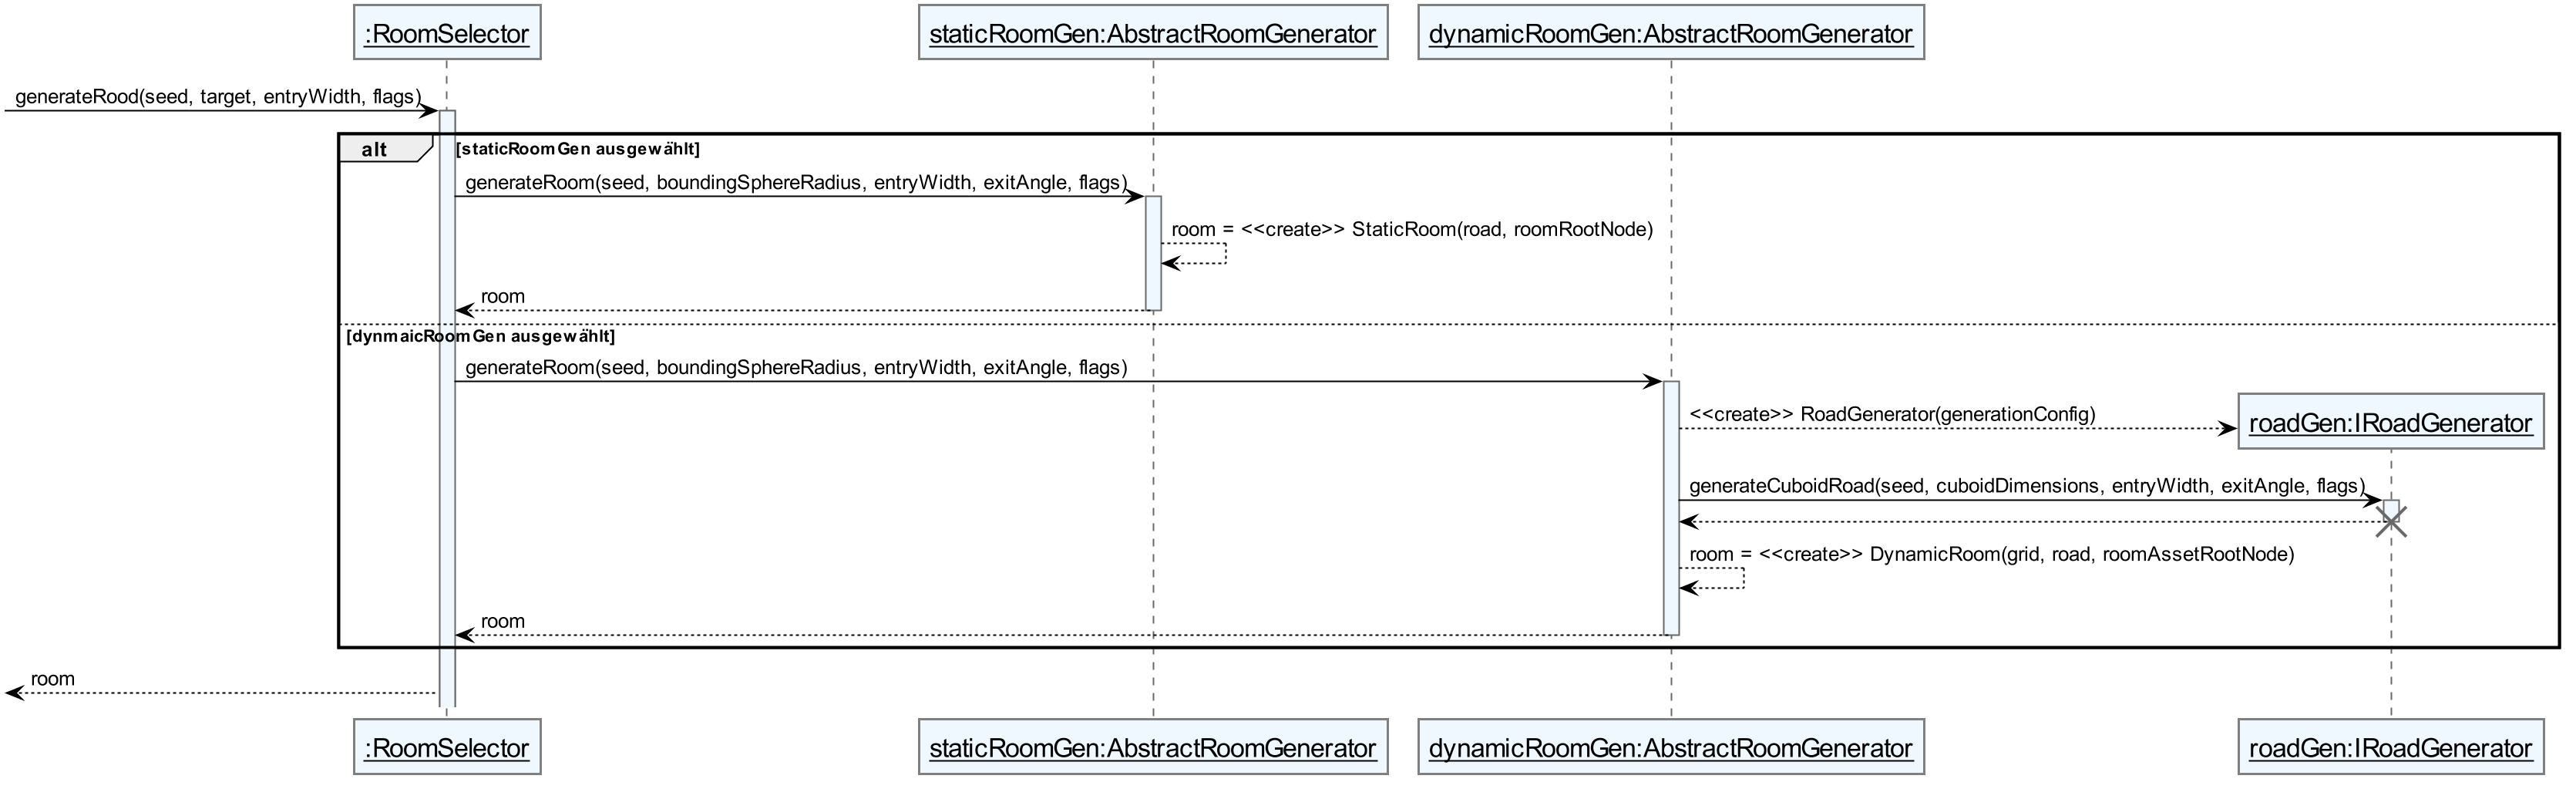 :RoomSelector
staticRoomGen:AbstractRoomGenerator
dynamicRoomGen:AbstractRoomGenerator
generateRood(seed, target, entryWidth, flags)
alt
[staticRoomGen ausgewählt]
generateRoom(seed, boundingSphereRadius, entryWidth, exitAngle, flags)
room = <<create>> StaticRoom(road, roomRootNode)
room
[dynmaicRoomGen ausgewählt]
generateRoom(seed, boundingSphereRadius, entryWidth, exitAngle, flags)
<<create>> RoadGenerator(generationConfig)
roadGen:IRoadGenerator
generateCuboidRoad(seed, cuboidDimensions, entryWidth, exitAngle, flags)
room = <<create>> DynamicRoom(grid, road, roomAssetRootNode)
room
room
:RoomSelector
staticRoomGen:AbstractRoomGenerator
dynamicRoomGen:AbstractRoomGenerator
roadGen:IRoadGenerator